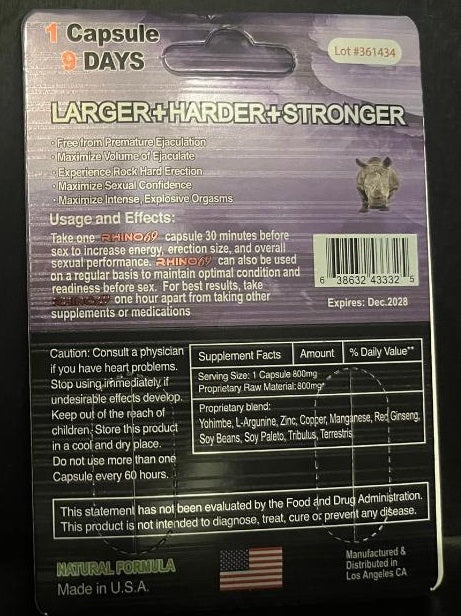 1 Capsule
9 DAYS
Lot #361434
LARGER+HARDER+STRONGER
· Free from Premature Ejaculation
· Maximize Volume of Ejaculate
· Experience Rock Hard Erection
· Maximize Sexual Confidence
· Maximize Intense, Explosive Orgasms
Usage and Effects:
Take one RHINO69 capsule 30 minutes before
sex to increase energy, erection size, and overall
sexual performance. RHINO69 can also be used
on a regular basis to maintain optimal condition and
readiness before sex. For best results, take
RHINO69 one hour apart from taking other
supplements or medications
6 38632 43332 5
Expires: Dec.2028
Caution: Consult a physician
if you have heart problems.
Stop using immediately if
undesirable effects develop.
Keep out of the reach of
children. Store this product
in a cool and dry place.
Do not use more than one
Capsule every 60 hours.
Supplement Facts Amount % Daily Value**
Serving Size: 1 Capsule 800mg
Proprietary Raw Material: 800mg
Proprietary blend:
Yohimbe, L-Arginine, Zinc, Copper, Manganese, Red Ginseng,
Soy Beans, Soy Paleto, Tribulus, Terrestris
This statement has not been evaluated by the Food and Drug Administration.
This product is not intended to diagnose, treat, cure or prevent any disease.
NATURAL FORMULA
Made in U.S.A.
Manufactured &
Distributed in
Los Angeles CA